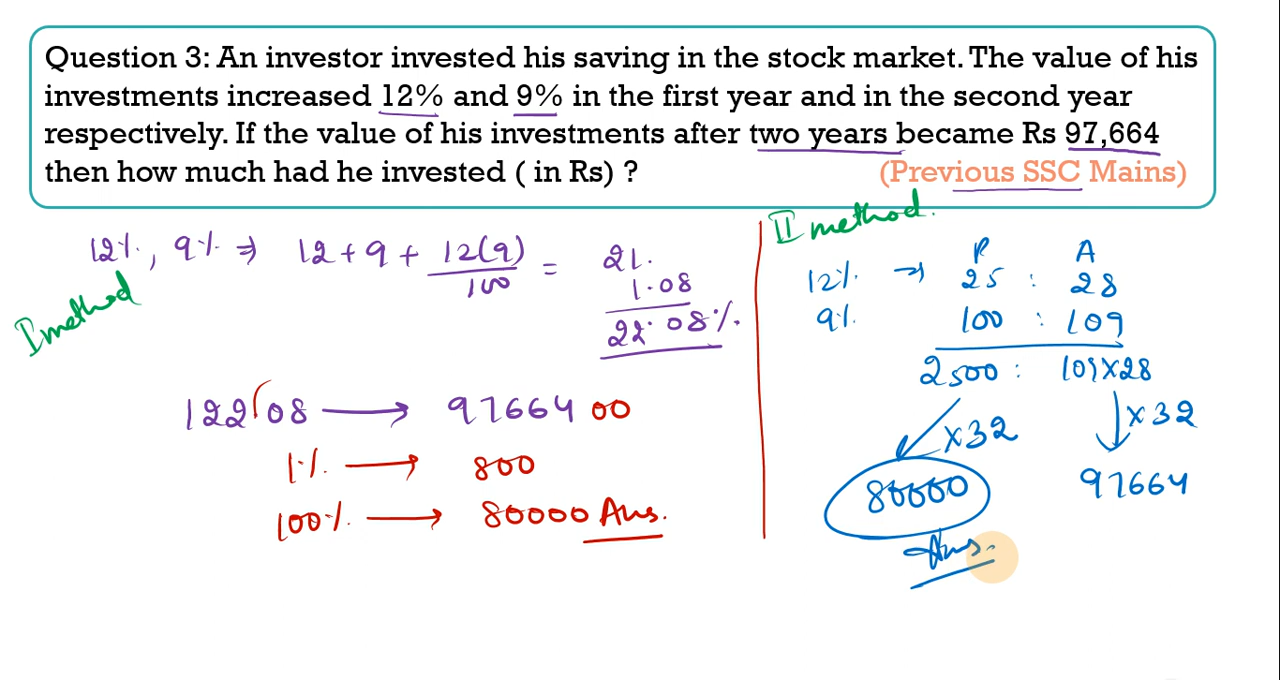 Question 3: An investor invested his saving in the stock market. The value of his
investments increased 12% and 9% in the first year and in the second year
respectively. If the value of his investments after two years became Rs 97,664
then how much had he invested ( in Rs) ? (Previous SSC Mains)
I method
12%, 9% ⇒ 12 + 9 + 12(9)/100 = 21.
1.08
22.08%.
122.08 → 97664 00
1% → 800
100% → 80000 Ans.
II method.
P A
12% → 25 : 28
9% 100 : 109
2500 : 109×28
×32 ×32
80000 97664
Ans.